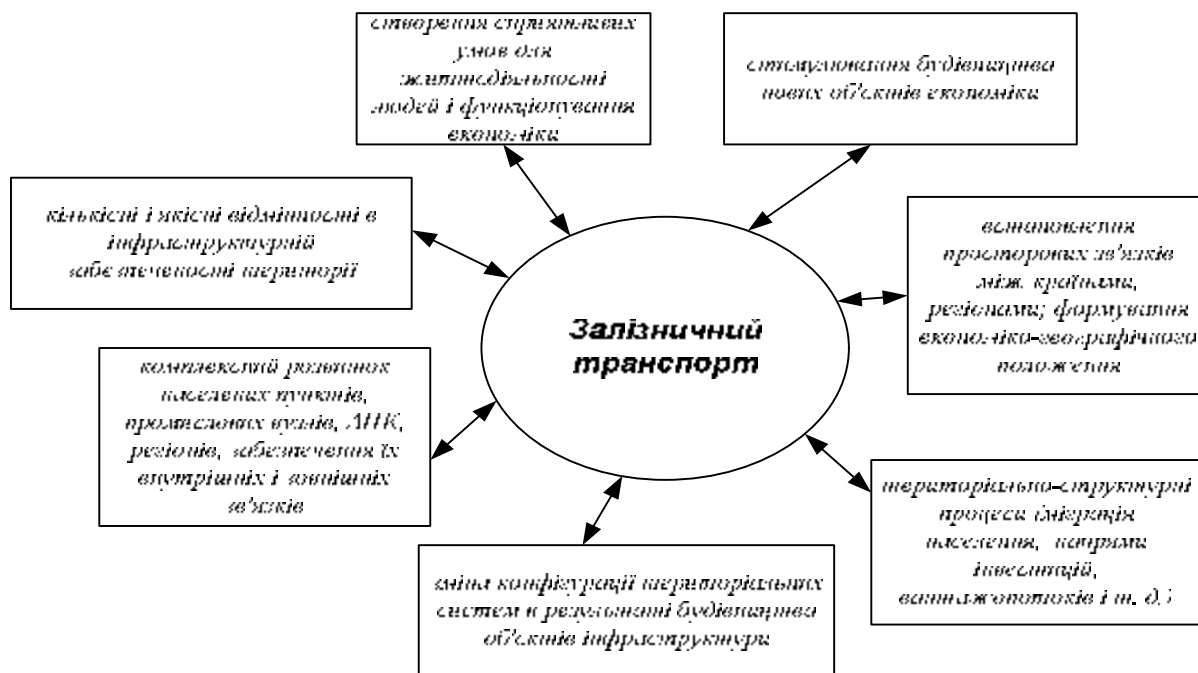 створення сприятливих
умов для
життєдіяльності
людей і функціонування
економіки
стимулювання будівництва
нових об'єктів економіки
кількісні і якісні відмінності в
інфраструктурній
забезпеченості території
встановлення
просторових зв'язків
між країнами,
регіонами; формування
економіко-географічного
положення
Залізничний
транспорт
комплексний розвиток
населених пунктів,
промислових вузлів, АПК,
регіонів, забезпечення їх
внутрішніх і зовнішніх
зв'язків
територіально-структурні
процеси (міграція
населення, напрями
інвестицій,
вантажопотоків і т. д.)
зміна конфігурації територіальних
систем в результаті будівництва
об'єктів інфраструктури